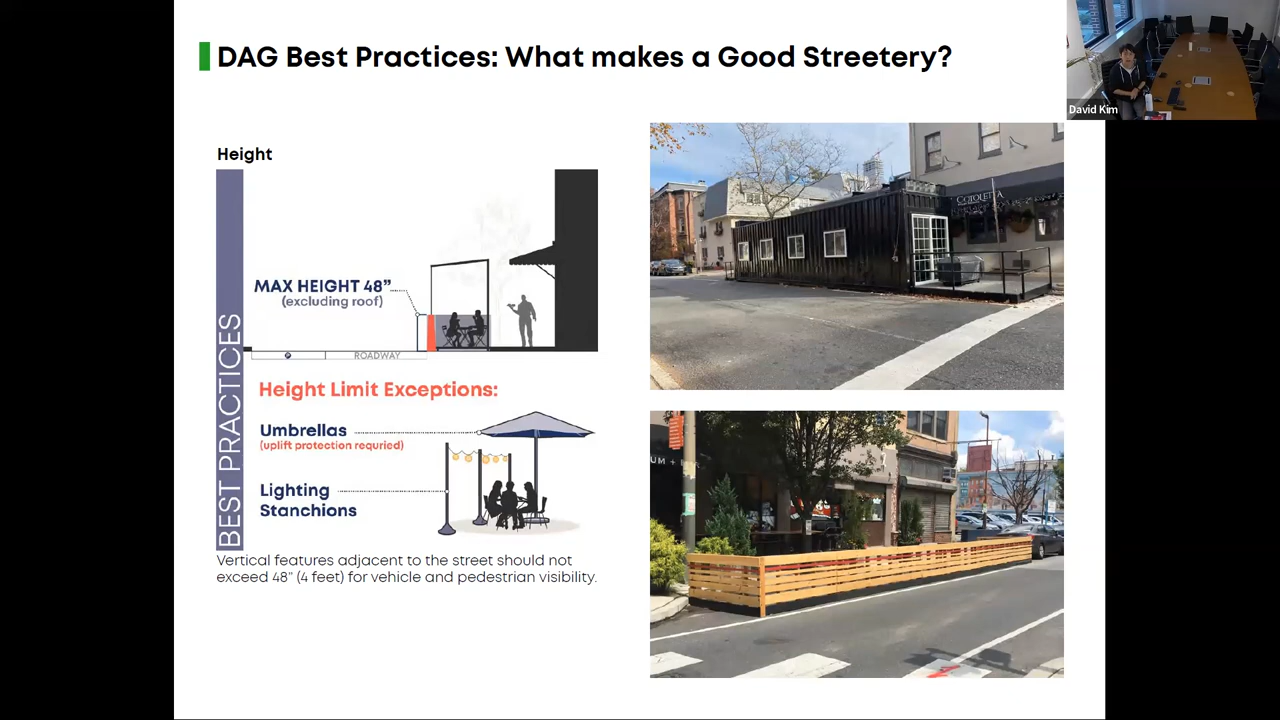 DAG Best Practices: What makes a Good Streetery?
David Kim
Height
BEST PRACTICES
MAX HEIGHT 48”
(excluding roof)
P
ROADWAY
Height Limit Exceptions:
Umbrellas
(uplift protection requried)
Lighting
Stanchions
Vertical features adjacent to the street should not
exceed 48” (4 feet) for vehicle and pedestrian visibility.
COTOLETTA